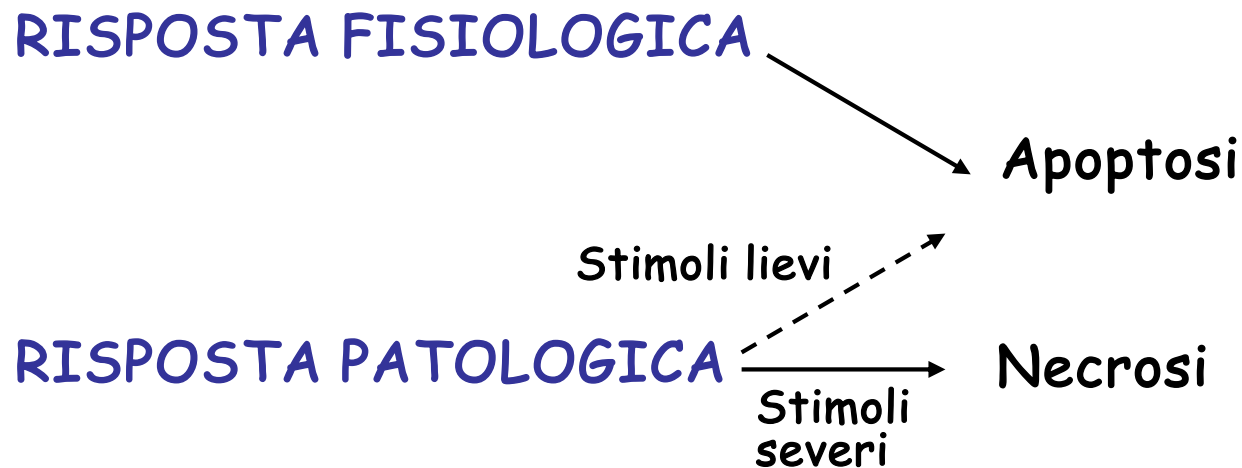 RISPOSTA FISIOLOGICA
Apoptosi
Stimoli lievi
RISPOSTA PATOLOGICA
Necrosi
Stimoli
severi